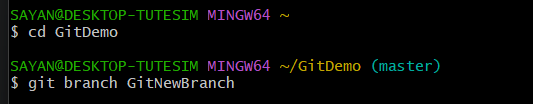 SAYAN@DESKTOP-TUTESIM MINGW64 ~
$ cd GitDemo
SAYAN@DESKTOP-TUTESIM MINGW64 ~/GitDemo (master)
$ git branch GitNewBranch